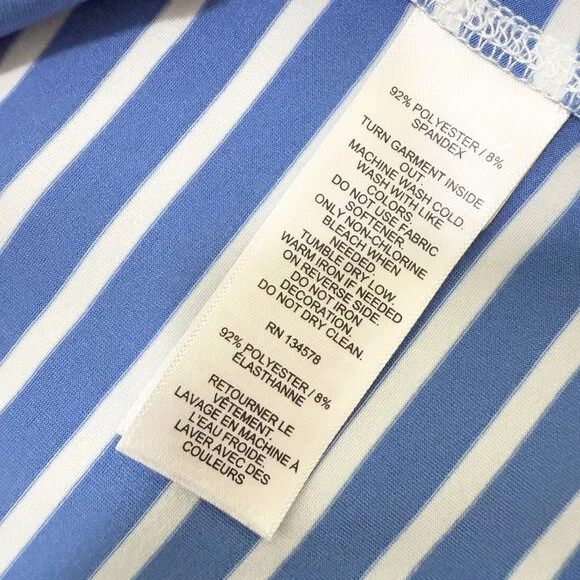 92% POLYESTER / 8%
SPANDEX
TURN GARMENT INSIDE
OUT.
MACHINE WASH COLD.
WASH WITH LIKE
COLORS.
DO NOT USE FABRIC
SOFTENER.
ONLY NON-CHLORINE
BLEACH WHEN
NEEDED.
TUMBLE DRY LOW.
WARM IRON IF NEEDED
ON REVERSE SIDE.
DO NOT IRON
DECORATION.
DO NOT DRY CLEAN.
RN 134578
92% POLYESTER / 8%
ÉLASTHANNE
RETOURNER LE
VÊTEMENT.
LAVAGE EN MACHINE A
L'EAU FROIDE.
LAVER AVEC DES
COULEURS